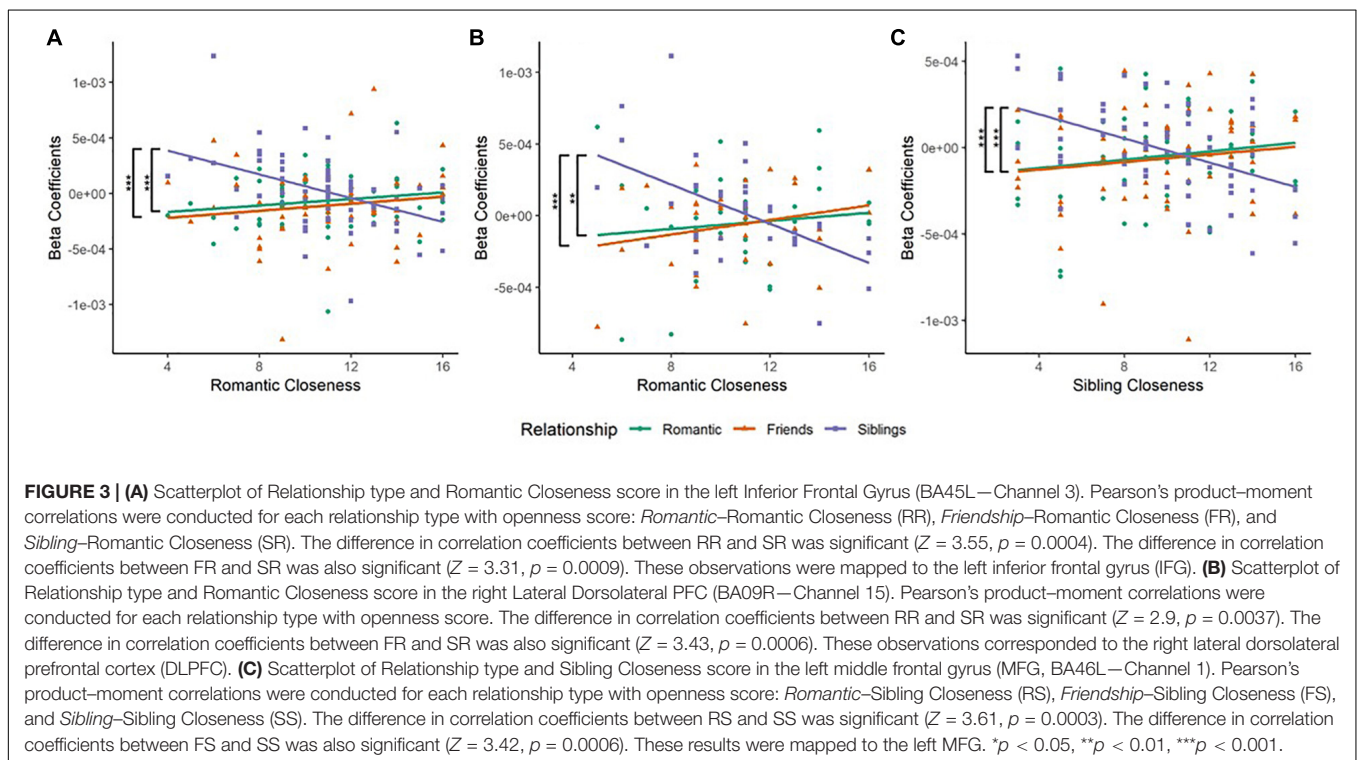 A
B
C
1e-03
5e-04
0e+00
-5e-04
-1e-03
Beta Coefficients
***
***
4
8
12
16
Romantic Closeness
1e-03
5e-04
0e+00
-5e-04
Beta Coefficients
***
**
4
8
12
16
Romantic Closeness
5e-04
0e+00
-5e-04
-1e-03
Beta Coefficients
***
***
4
8
12
16
Sibling Closeness
Relationship Romantic Friends Siblings
FIGURE 3 | (A) Scatterplot of Relationship type and Romantic Closeness score in the left Inferior Frontal Gyrus (BA45L—Channel 3). Pearson's product–moment
correlations were conducted for each relationship type with openness score: Romantic–Romantic Closeness (RR), Friendship–Romantic Closeness (FR), and
Sibling–Romantic Closeness (SR). The difference in correlation coefficients between RR and SR was significant (Z = 3.55, p = 0.0004). The difference in correlation
coefficients between FR and SR was also significant (Z = 3.31, p = 0.0009). These observations were mapped to the left inferior frontal gyrus (IFG). (B) Scatterplot of
Relationship type and Romantic Closeness score in the right Lateral Dorsolateral PFC (BA09R—Channel 15). Pearson's product–moment correlations were
conducted for each relationship type with openness score. The difference in correlation coefficients between RR and SR was significant (Z = 2.9, p = 0.0037). The
difference in correlation coefficients between FR and SR was also significant (Z = 3.43, p = 0.0006). These observations corresponded to the right lateral dorsolateral
prefrontal cortex (DLPFC). (C) Scatterplot of Relationship type and Sibling Closeness score in the left middle frontal gyrus (MFG, BA46L—Channel 1). Pearson's
product–moment correlations were conducted for each relationship type with openness score: Romantic–Sibling Closeness (RS), Friendship–Sibling Closeness (FS),
and Sibling–Sibling Closeness (SS). The difference in correlation coefficients between RS and SS was significant (Z = 3.61, p = 0.0003). The difference in correlation
coefficients between FS and SS was also significant (Z = 3.42, p = 0.0006). These results were mapped to the left MFG. *p < 0.05, **p < 0.01, ***p < 0.001.